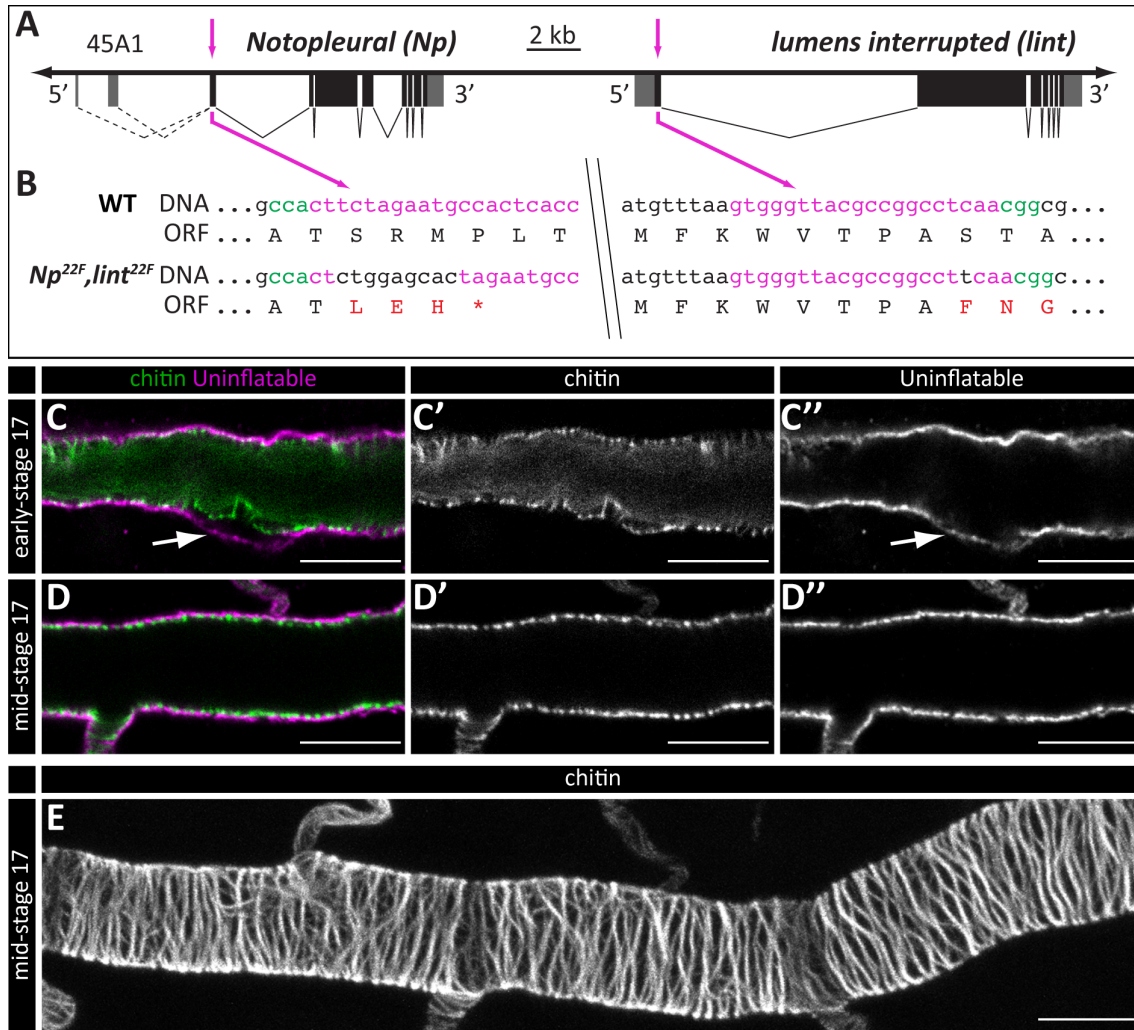 A
45A1 Notopleural (Np) 2 kb lumens interrupted (lint)
5’ 3’ 5’ 3’
B
WT DNA ...gccacttctagaatgccactcacc atgtttaagtgggttacgccggcctcaacggcg...
ORF ... A T S R M P L T M F K W V T P A S T A ...
Np22F,lint22F DNA ...gccactctggagcactagaatgcc atgtttaagtgggttacgccggccttcaacggc...
ORF ... A T L E H * M F K W V T P A F N G ...
chitin Uninflatable chitin Uninflatable
early-stage 17 C C’ C’’
mid-stage 17 D D’ D’’
chitin
mid-stage 17 E